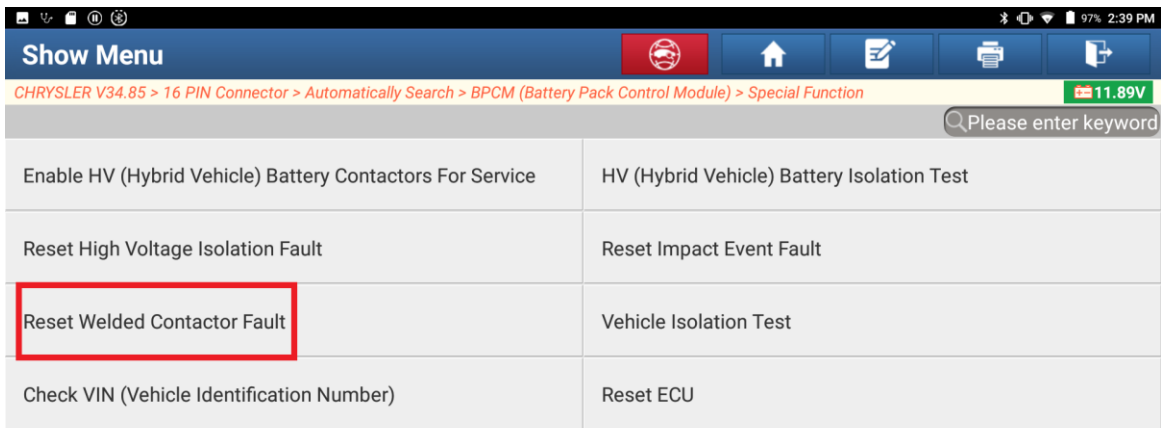 97% 2:39 PM
Show Menu
CHRYSLER V34.85 > 16 PIN Connector > Automatically Search > BPCM (Battery Pack Control Module) > Special Function
11.89V
Please enter keyword
Enable HV (Hybrid Vehicle) Battery Contactors For Service
HV (Hybrid Vehicle) Battery Isolation Test
Reset High Voltage Isolation Fault
Reset Impact Event Fault
Reset Welded Contactor Fault
Vehicle Isolation Test
Check VIN (Vehicle Identification Number)
Reset ECU